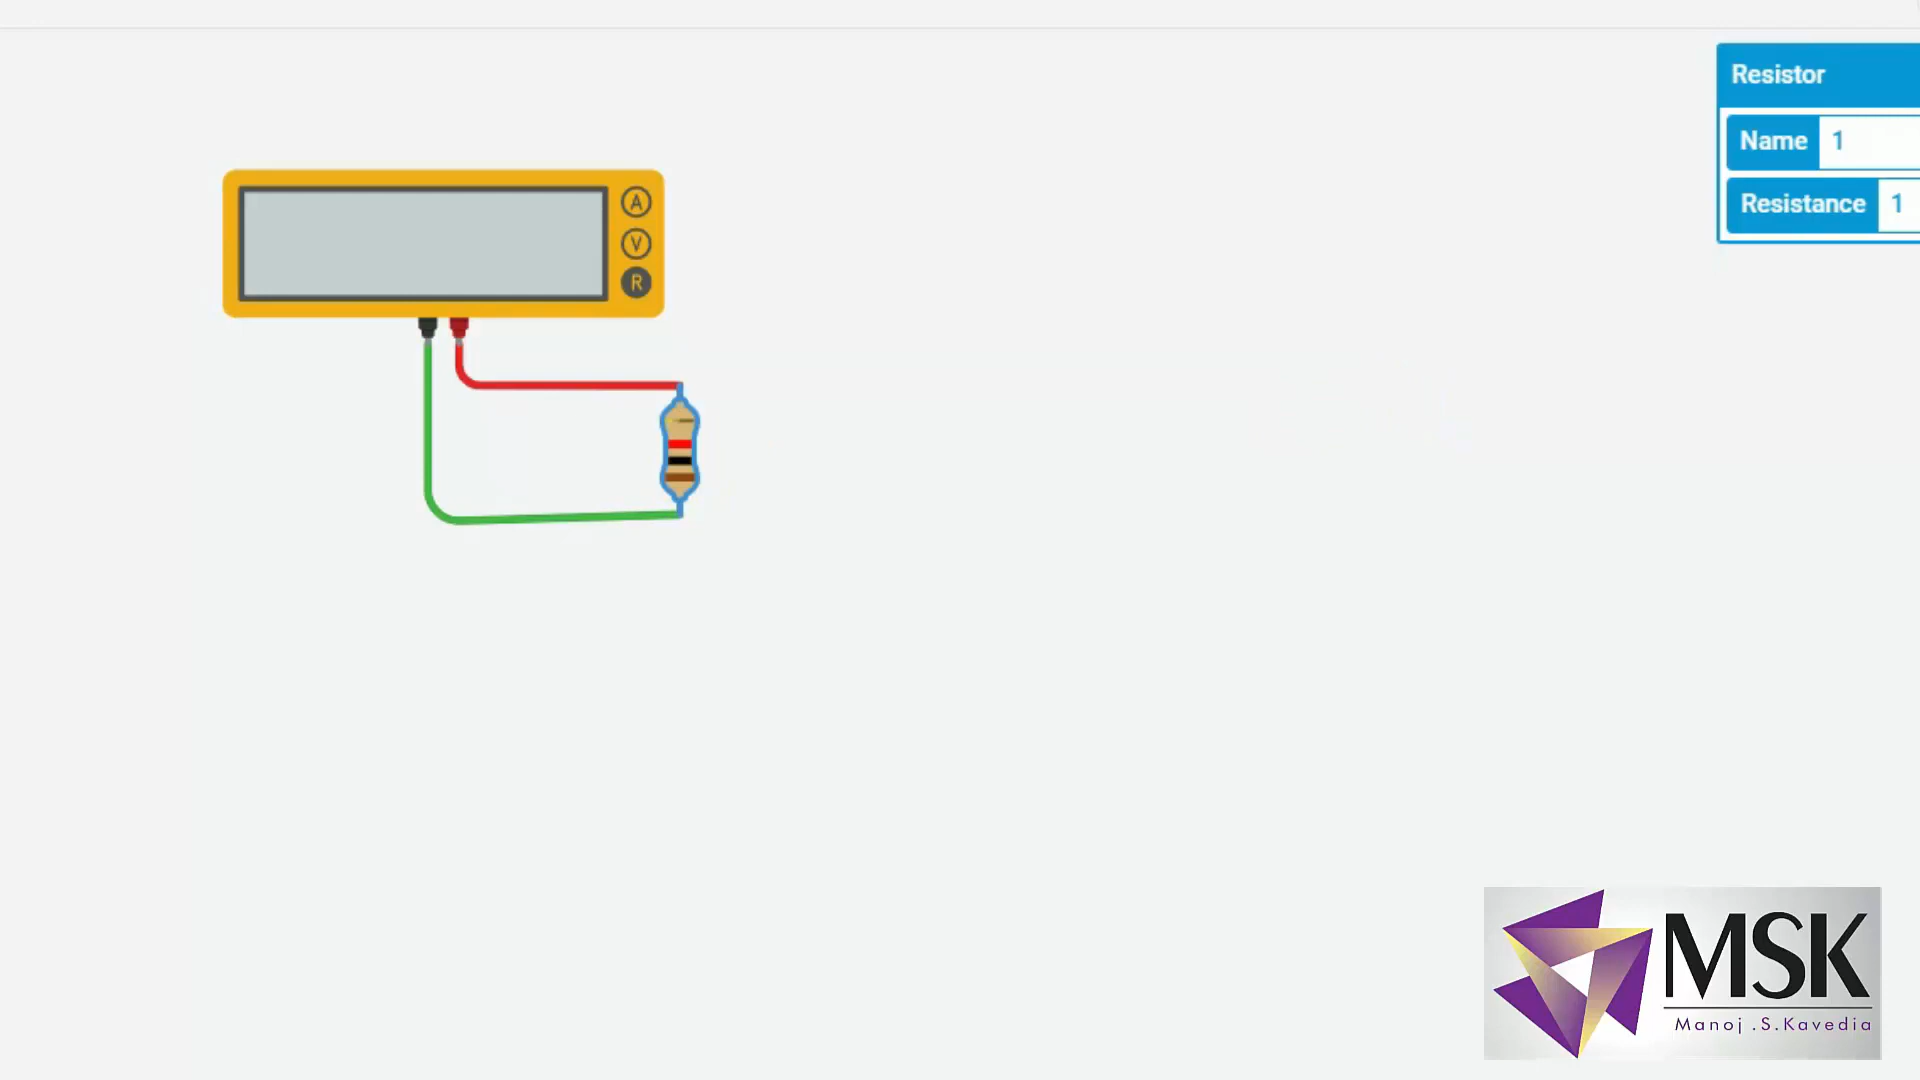 Resistor
Name 1
Resistance 1
A
V
R
MSK
Manoj .S.Kavedia